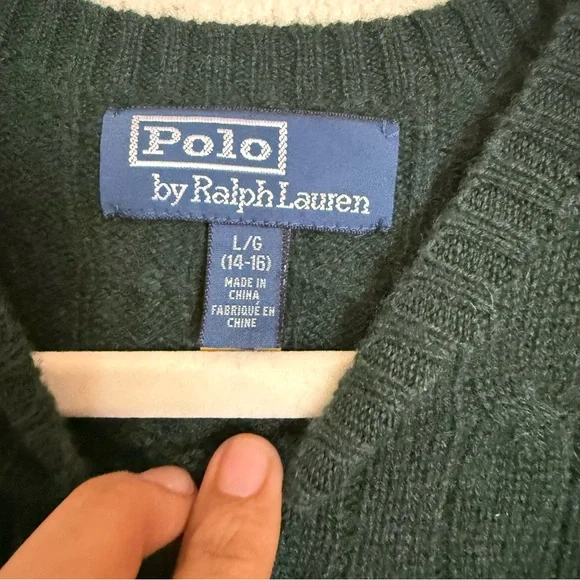 Polo
by Ralph Lauren
L/G
(14-16)
MADE IN
CHINA
FABRIQUÉ EN
CHINE